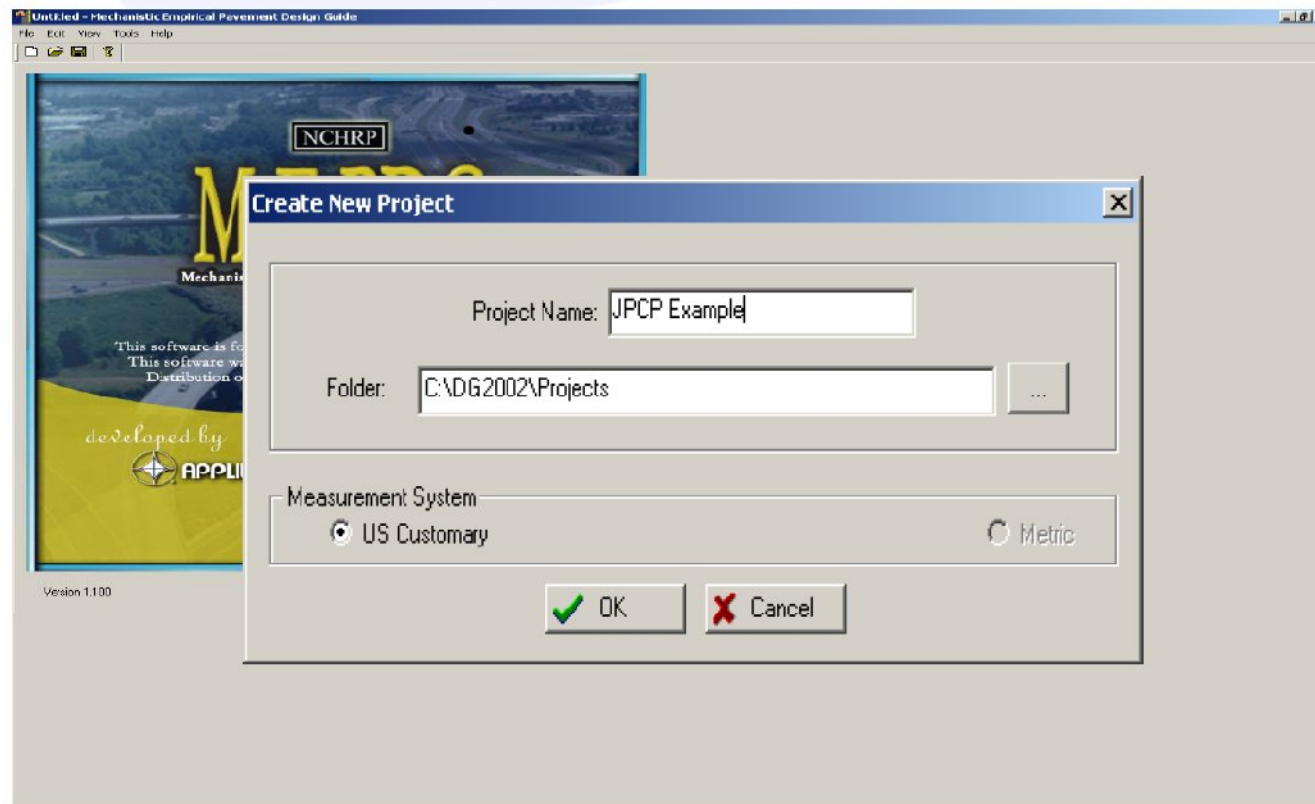 Untitled - Mechanistic Empirical Pavement Design Guide
File Edit View Tools Help
NCHRP
Mechanis
This software is fo
This software wa
Distribution o
developed by
APPLI
Version 1.100
Create New Project
Project Name: JPCP Example
Folder: C:\DG2002\Projects ...
Measurement System
US Customary Metric
OK Cancel